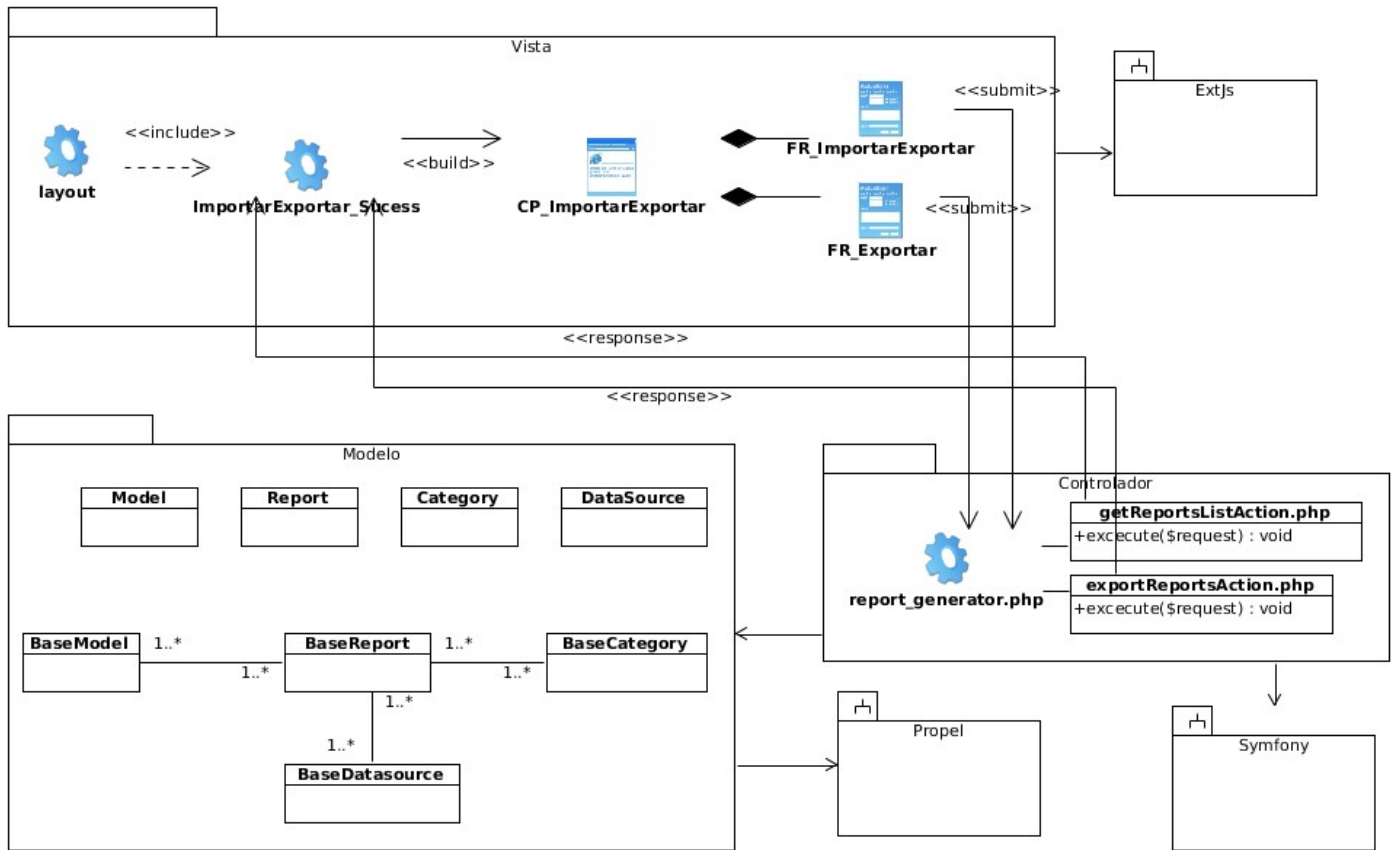 Vista
<<include>>
layout
ImportarExportar_Sucess
<<build>>
CP_ImportarExportar
FR_ImportarExportar
<<submit>>
FR_Exportar
<<submit>>
ExtJs
<<response>>
<<response>>
Modelo
Model
Report
Category
DataSource
BaseModel
1..*
1..*
BaseReport
1..*
1..*
BaseCategory
1..*
1..*
BaseDatasource
Controlador
report_generator.php
getReportsListAction.php
+excecute($request) : void
exportReportsAction.php
+excecute($request) : void
Propel
Symfony